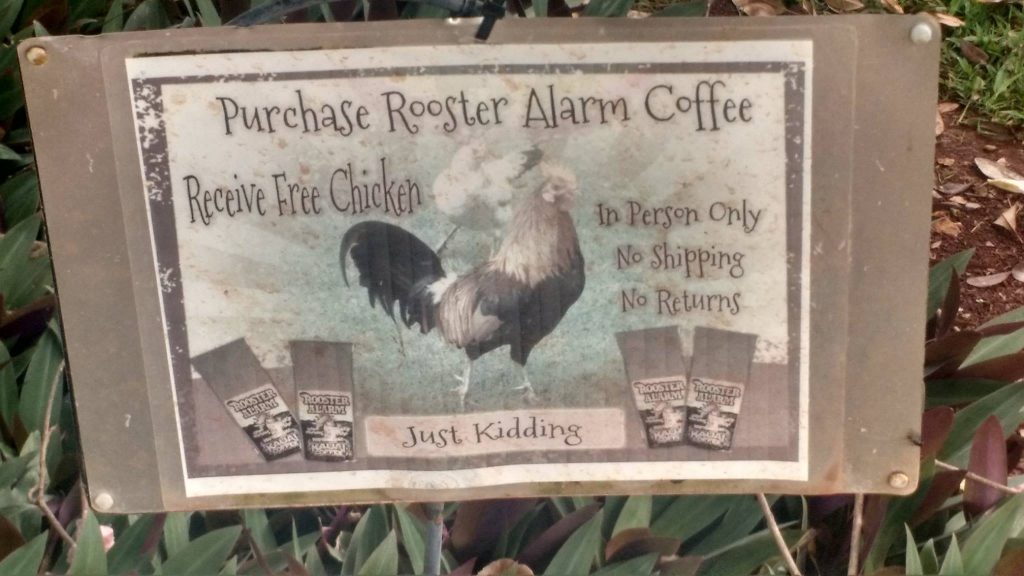 Purchase Rooster Alarm Coffee
Receive Free Chicken
In Person Only
No Shipping
No Returns
ROOSTER
ALARM
ROOSTER
ALARM
ROOSTER
ALARM
ROOSTER
ALARM
Just Kidding